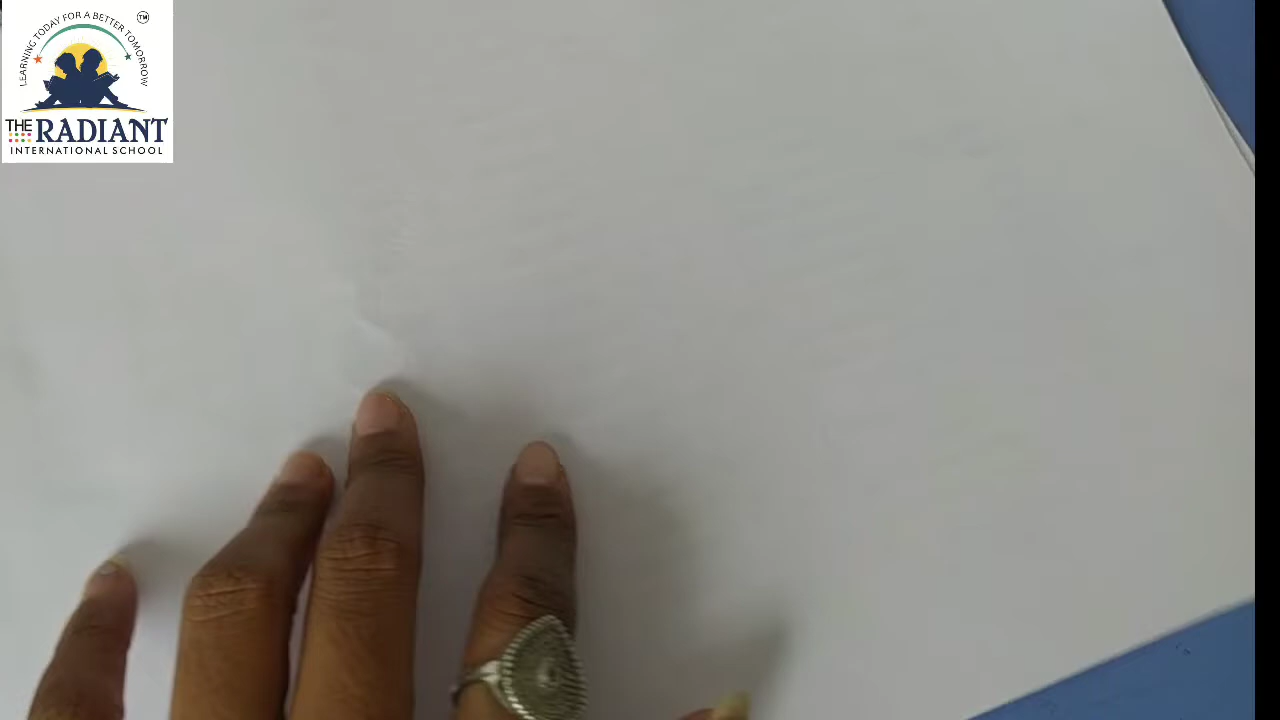 LEARNING TODAY FOR A BETTER TOMORROW
TM
THE RADIANT
INTERNATIONAL SCHOOL